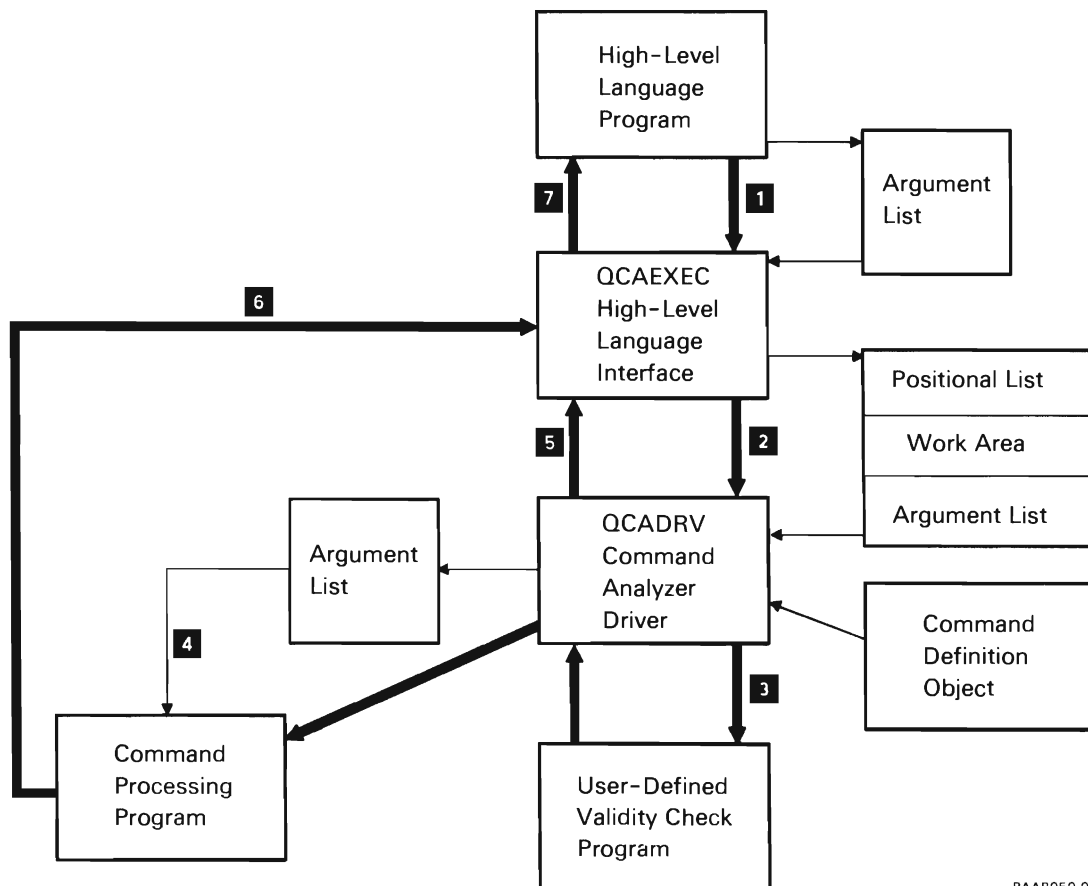 High-Level
Language
Program
Argument
List
7
1
QCAEXEC
High-Level
Language
Interface
6
Positional List
Work Area
Argument List
5
2
QCADRV
Command
Analyzer
Driver
Argument
List
Command
Definition
Object
4
3
Command
Processing
Program
User-Defined
Validity Check
Program